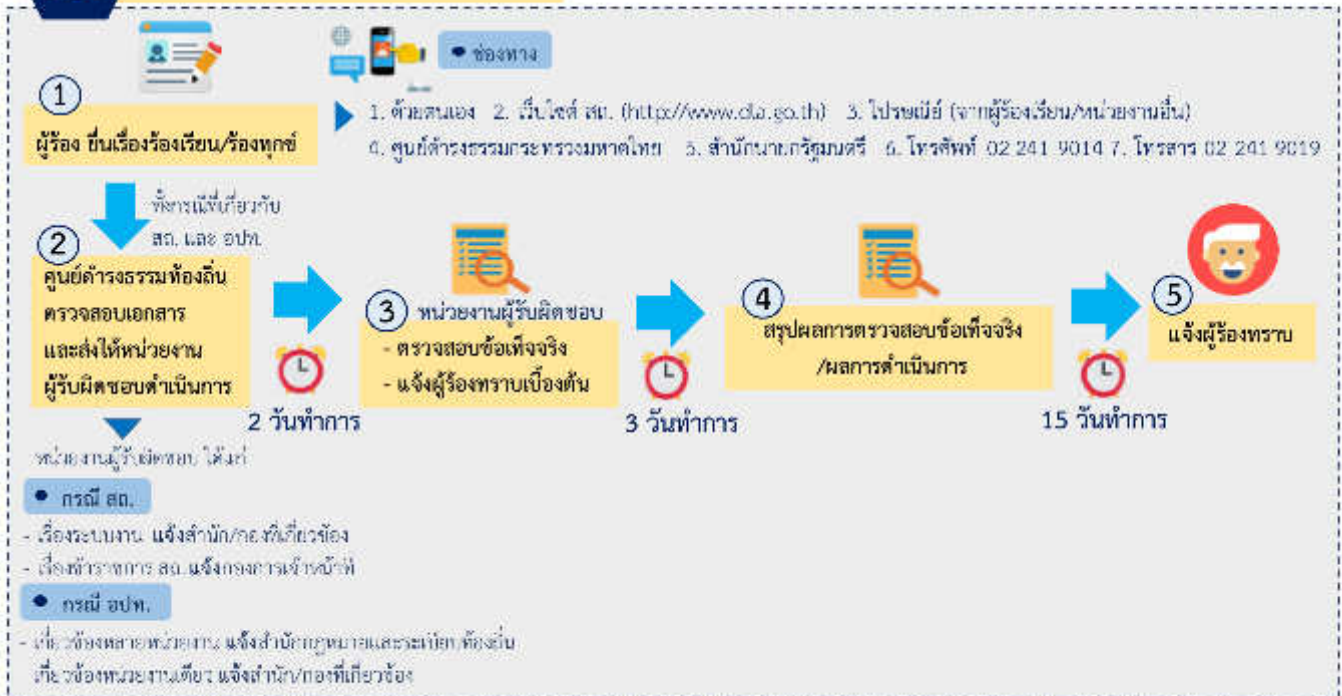 ช่องทาง
1
ผู้ร้อง ยื่นเรื่องร้องเรียน/ร้องทุกข์
1. ด้วยตนเอง 2. เว็บไซต์ สถ. (http://www.dla.go.th) 3. ไปรษณีย์ (จากผู้ร้องเรียน/หน่วยงานอื่น)
4. ศูนย์ดำรงธรรมกระทรวงมหาดไทย 5. สำนักนายกรัฐมนตรี 6. โทรศัพท์ 02 241 9014 7. โทรสาร 02 241 9019
ทั้งกรณีที่เกี่ยวกับ
สถ. และ อปท.
2
ศูนย์ดำรงธรรมท้องถิ่น
ตรวจสอบเอกสาร
และส่งให้หน่วยงาน
ผู้รับผิดชอบดำเนินการ
2 วันทำการ
3 หน่วยงานผู้รับผิดชอบ
- ตรวจสอบข้อเท็จจริง
- แจ้งผู้ร้องทราบเบื้องต้น
3 วันทำการ
4
สรุปผลการตรวจสอบข้อเท็จจริง
/ผลการดำเนินการ
15 วันทำการ
5
แจ้งผู้ร้องทราบ
หน่วยงานผู้รับผิดชอบ ได้แก่
กรณี สถ.
- เรื่องระบบงาน แจ้งสำนัก/กองที่เกี่ยวข้อง
- เรื่องข้าราชการ สถ. แจ้งกองการเจ้าหน้าที่
กรณี อปท.
- เกี่ยวข้องหลายหน่วยงาน แจ้งสำนักกฎหมายและระเบียบท้องถิ่น
เกี่ยวข้องหน่วยงานเดียว แจ้งสำนัก/กองที่เกี่ยวข้อง